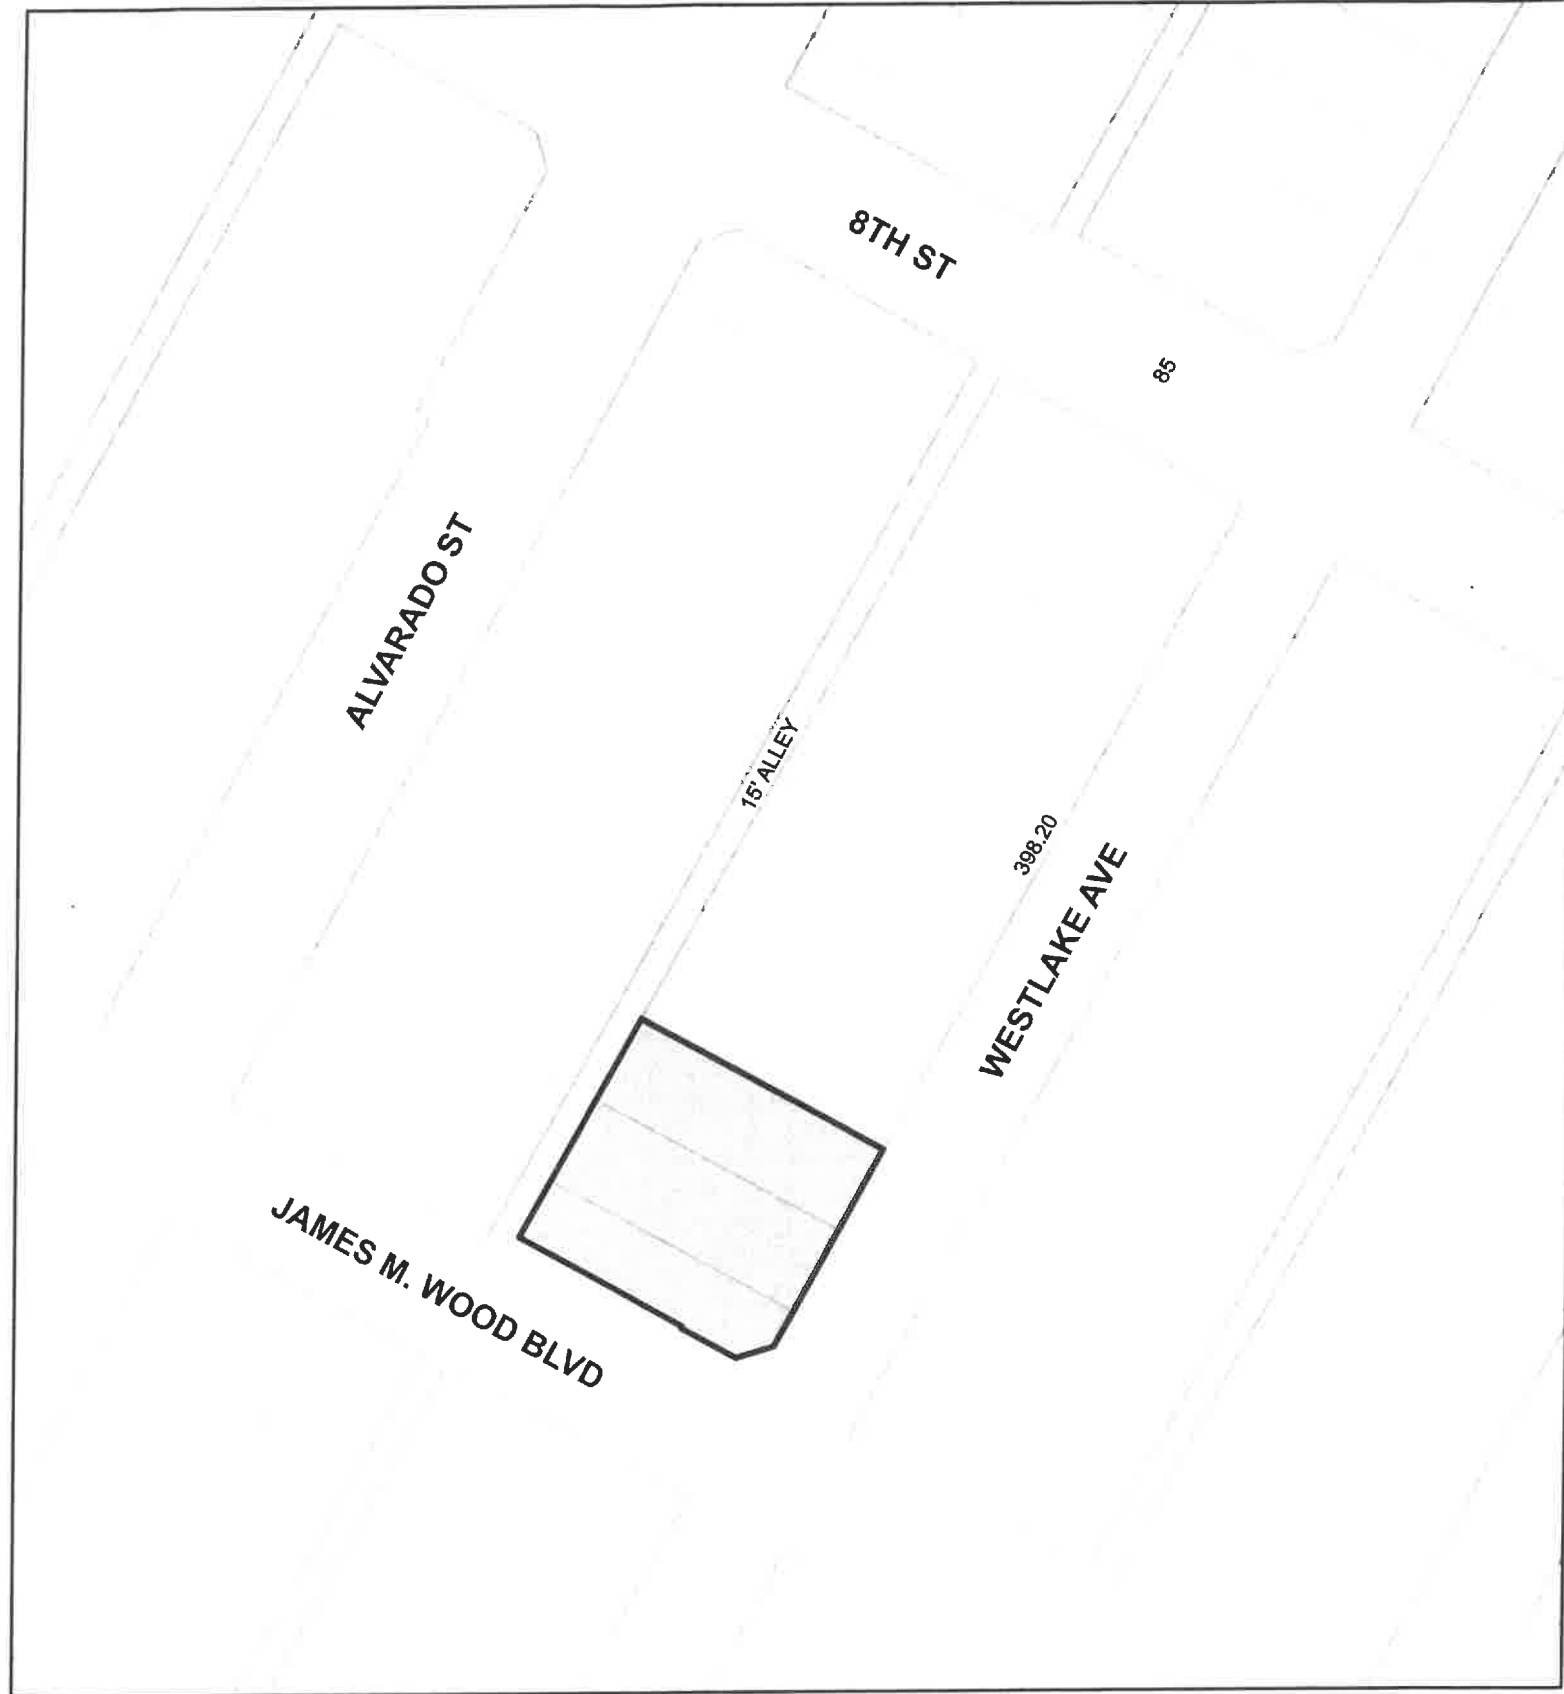 8TH ST
85
ALVARADO ST
15' ALLEY
398.20
WESTLAKE AVE
JAMES M. WOOD BLVD